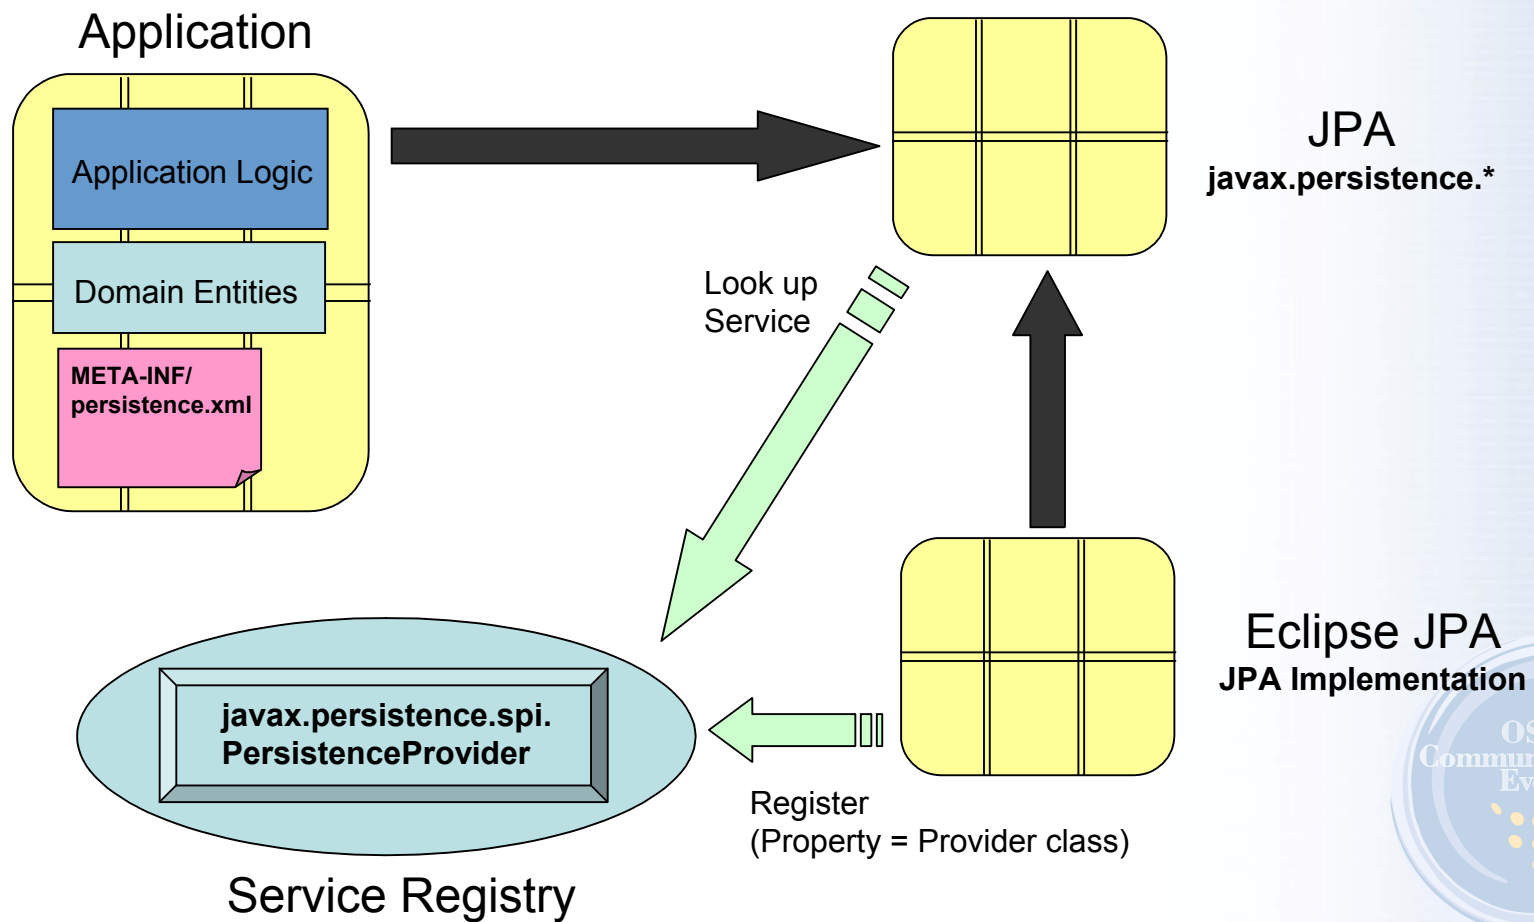 Application
Application Logic
Domain Entities
META-INF/
persistence.xml
JPA
javax.persistence.*
Look up
Service
Eclipse JPA
JPA Implementation
javax.persistence.spi.
PersistenceProvider
Register
(Property = Provider class)
Service Registry